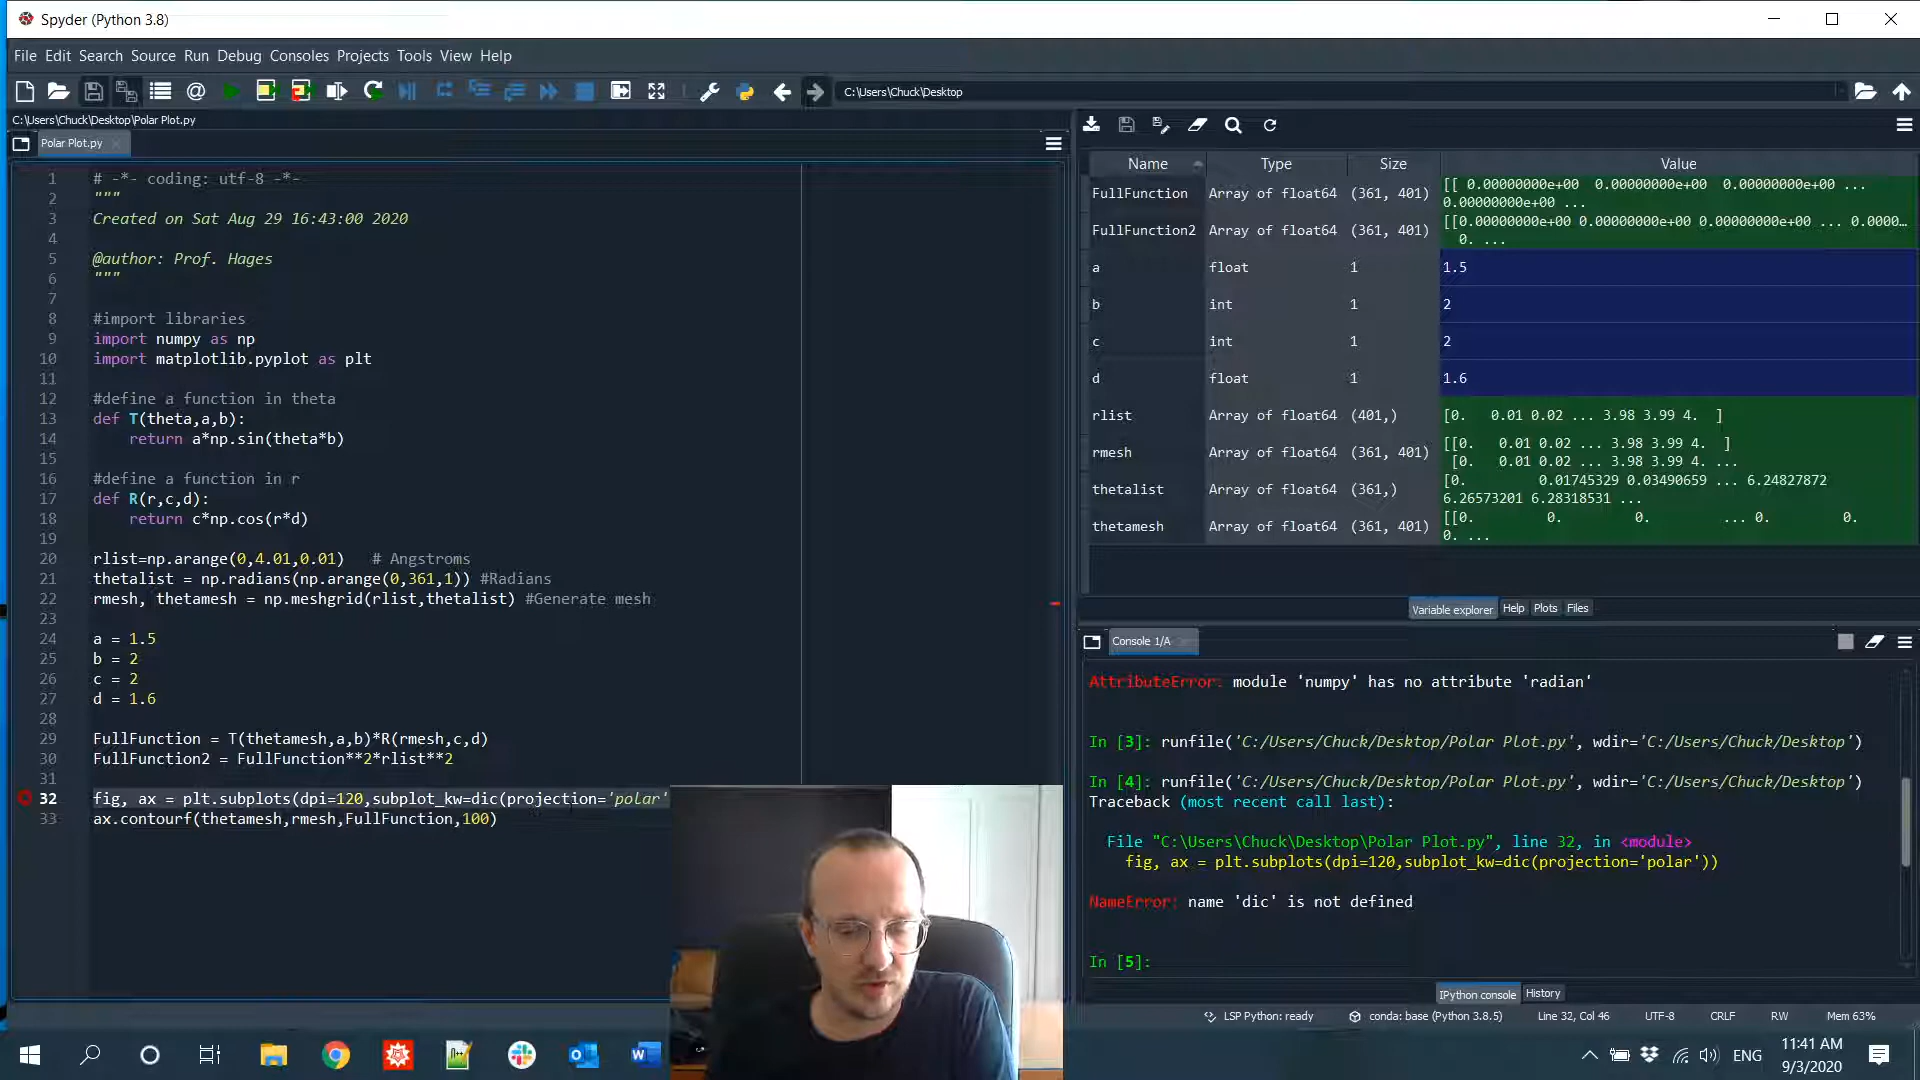 Spyder (Python 3.8)
File Edit Search Source Run Debug Consoles Projects Tools View Help
C:\Users\Chuck\Desktop
C:\Users\Chuck\Desktop\Polar Plot.py
Polar Plot.py
1 # -*- coding: utf-8 -*-
2 """
3 Created on Sat Aug 29 16:43:00 2020
4
5 @author: Prof. Hages
6 """
7
8 #import libraries
9 import numpy as np
10 import matplotlib.pyplot as plt
11
12 #define a function in theta
13 def T(theta,a,b):
14 return a*np.sin(theta*b)
15
16 #define a function in r
17 def R(r,c,d):
18 return c*np.cos(r*d)
19
20 rlist=np.arange(0,4.01,0.01) # Angstroms
21 thetalist = np.radians(np.arange(0,361,1)) #Radians
22 rmesh, thetamesh = np.meshgrid(rlist,thetalist) #Generate mesh
23
24 a = 1.5
25 b = 2
26 c = 2
27 d = 1.6
28
29 FullFunction = T(thetamesh,a,b)*R(rmesh,c,d)
30 FullFunction2 = FullFunction**2*rlist**2
31
32 fig, ax = plt.subplots(dpi=120,subplot_kw=dic(projection='polar'
33 ax.contourf(thetamesh,rmesh,FullFunction,100)
Name Type Size Value
FullFunction Array of float64 (361, 401) [[ 0.00000000e+00 0.00000000e+00 0.00000000e+00 ...
0.00000000e+00 ...
FullFunction2 Array of float64 (361, 401) [[0.00000000e+00 0.00000000e+00 0.00000000e+00 ... 0.0000…
0. ...
a float 1 1.5
b int 1 2
c int 1 2
d float 1 1.6
rlist Array of float64 (401,) [0. 0.01 0.02 ... 3.98 3.99 4. ]
rmesh Array of float64 (361, 401) [[0. 0.01 0.02 ... 3.98 3.99 4. ]
[0. 0.01 0.02 ... 3.98 3.99 4. ...
thetalist Array of float64 (361,) [0. 0.01745329 0.03490659 ... 6.24827872
6.26573201 6.28318531 ...
thetamesh Array of float64 (361, 401) [[0. 0. 0. ... 0. 0.
0. ...
Variable explorer Help Plots Files
Console 1/A
AttributeError: module 'numpy' has no attribute 'radian'
In [3]: runfile('C:/Users/Chuck/Desktop/Polar Plot.py', wdir='C:/Users/Chuck/Desktop')
In [4]: runfile('C:/Users/Chuck/Desktop/Polar Plot.py', wdir='C:/Users/Chuck/Desktop')
Traceback (most recent call last):
File "C:\Users\Chuck\Desktop\Polar Plot.py", line 32, in <module>
fig, ax = plt.subplots(dpi=120,subplot_kw=dic(projection='polar'))
NameError: name 'dic' is not defined
In [5]:
IPython console History
LSP Python: ready conda: base (Python 3.8.5) Line 32, Col 46 UTF-8 CRLF RW Mem 63%
ENG
11:41 AM
9/3/2020